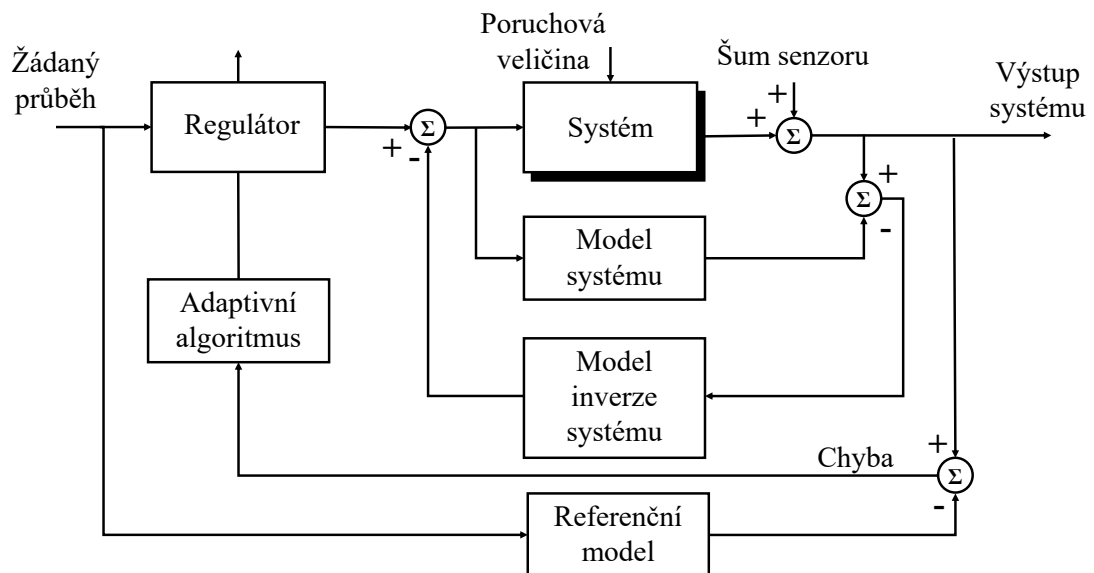 Žádaný
průběh
Regulátor
Adaptivní
algoritmus
Σ
+
-
Poruchová
veličina
Systém
Model
systému
Model
inverze
systému
Šum senzoru
+
+
Σ
Výstup
systému
+
Σ
-
Chyba
+
Σ
-
Referenční
model